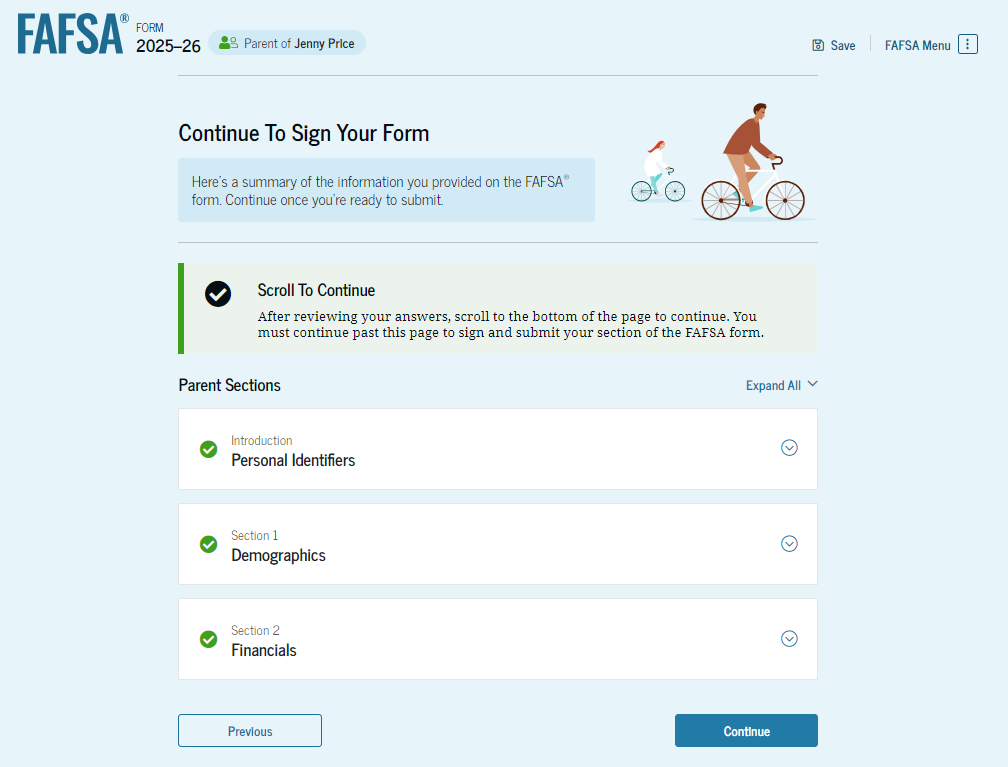 FAFSA®
FORM
2025–26
Parent of Jenny Price
Save
FAFSA Menu
Continue To Sign Your Form
Here's a summary of the information you provided on the FAFSA®
form. Continue once you're ready to submit.
Scroll To Continue
After reviewing your answers, scroll to the bottom of the page to continue. You
must continue past this page to sign and submit your section of the FAFSA form.
Parent Sections
Expand All
Introduction
Personal Identifiers
Section 1
Demographics
Section 2
Financials
Previous
Continue